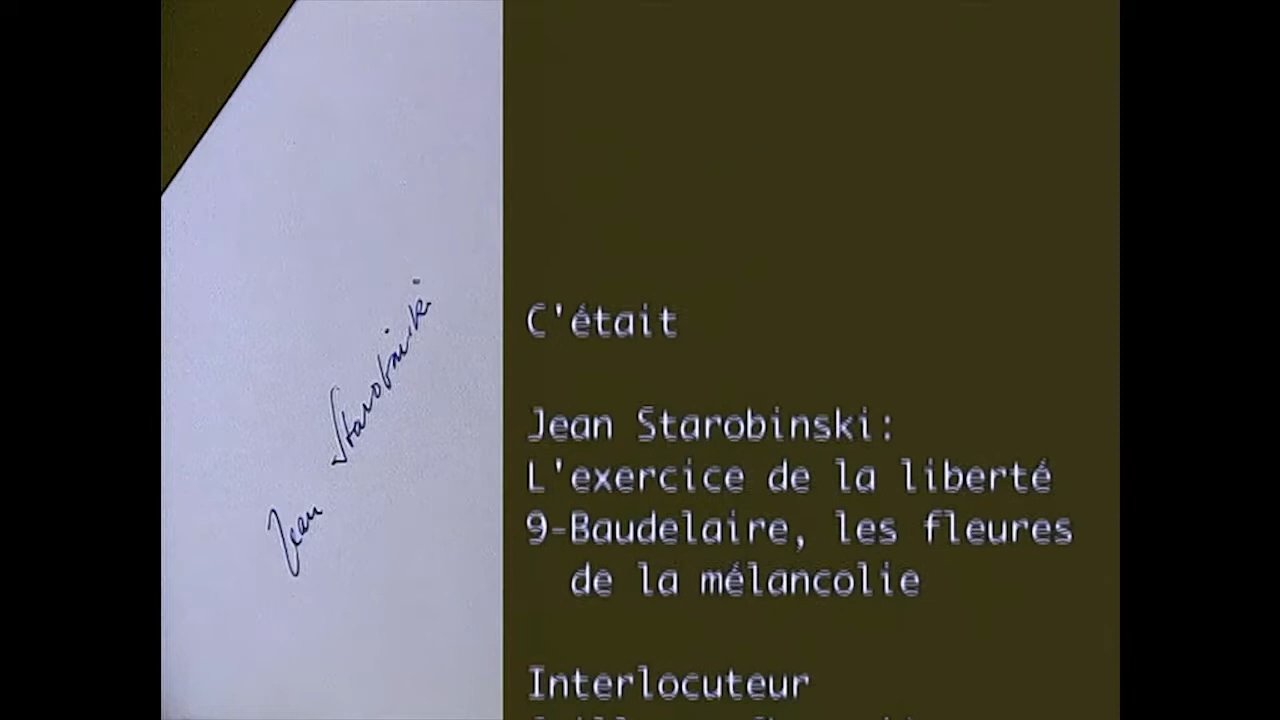 Jean Starobinski
C'était
Jean Starobinski:
L'exercice de la liberté
9-Baudelaire, les fleures
de la mélancolie
Interlocuteur